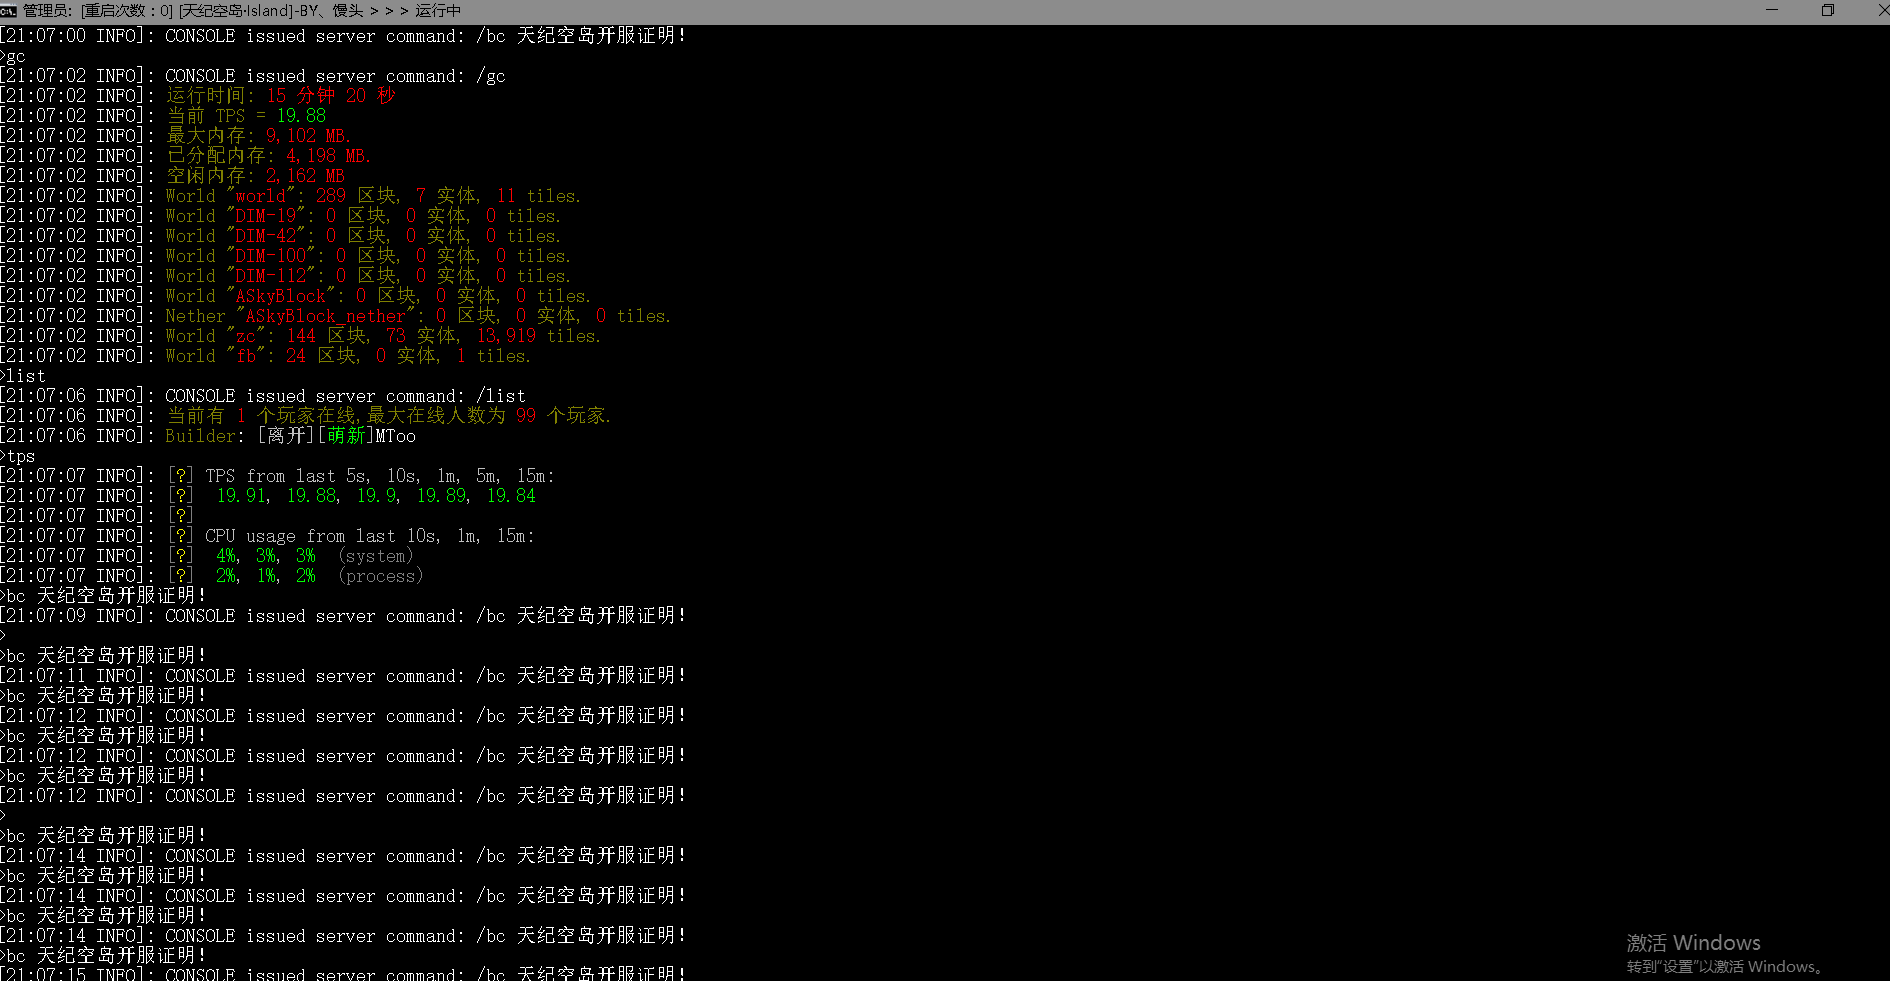 管理员: [重启次数：0] [天纪空岛·Island]-BY、馒头 > > > 运行中
[21:07:00 INFO]: CONSOLE issued server command: /bc 天纪空岛开服证明!
>gc
[21:07:02 INFO]: CONSOLE issued server command: /gc
[21:07:02 INFO]: 运行时间: 15 分钟 20 秒
[21:07:02 INFO]: 当前 TPS = 19.88
[21:07:02 INFO]: 最大内存: 9,102 MB.
[21:07:02 INFO]: 已分配内存: 4,198 MB.
[21:07:02 INFO]: 空闲内存: 2,162 MB
[21:07:02 INFO]: World "world": 289 区块, 7 实体, 11 tiles.
[21:07:02 INFO]: World "DIM-19": 0 区块, 0 实体, 0 tiles.
[21:07:02 INFO]: World "DIM-42": 0 区块, 0 实体, 0 tiles.
[21:07:02 INFO]: World "DIM-100": 0 区块, 0 实体, 0 tiles.
[21:07:02 INFO]: World "DIM-112": 0 区块, 0 实体, 0 tiles.
[21:07:02 INFO]: World "ASkyBlock": 0 区块, 0 实体, 0 tiles.
[21:07:02 INFO]: Nether "ASkyBlock_nether": 0 区块, 0 实体, 0 tiles.
[21:07:02 INFO]: World "zc": 144 区块, 73 实体, 13,919 tiles.
[21:07:02 INFO]: World "fb": 24 区块, 0 实体, 1 tiles.
>list
[21:07:06 INFO]: CONSOLE issued server command: /list
[21:07:06 INFO]: 当前有 1 个玩家在线,最大在线人数为 99 个玩家.
[21:07:06 INFO]: Builder: [离开][萌新]MToo
>tps
[21:07:07 INFO]: [?] TPS from last 5s, 10s, 1m, 5m, 15m:
[21:07:07 INFO]: [?]  19.91, 19.88, 19.9, 19.89, 19.84
[21:07:07 INFO]: [?]
[21:07:07 INFO]: [?] CPU usage from last 10s, 1m, 15m:
[21:07:07 INFO]: [?]  4%, 3%, 3%  (system)
[21:07:07 INFO]: [?]  2%, 1%, 2%  (process)
>bc 天纪空岛开服证明!
[21:07:09 INFO]: CONSOLE issued server command: /bc 天纪空岛开服证明!
>
>bc 天纪空岛开服证明!
[21:07:11 INFO]: CONSOLE issued server command: /bc 天纪空岛开服证明!
>bc 天纪空岛开服证明!
[21:07:12 INFO]: CONSOLE issued server command: /bc 天纪空岛开服证明!
>bc 天纪空岛开服证明!
[21:07:12 INFO]: CONSOLE issued server command: /bc 天纪空岛开服证明!
>bc 天纪空岛开服证明!
[21:07:12 INFO]: CONSOLE issued server command: /bc 天纪空岛开服证明!
>
>bc 天纪空岛开服证明!
[21:07:14 INFO]: CONSOLE issued server command: /bc 天纪空岛开服证明!
>bc 天纪空岛开服证明!
[21:07:14 INFO]: CONSOLE issued server command: /bc 天纪空岛开服证明!
>bc 天纪空岛开服证明!
[21:07:14 INFO]: CONSOLE issued server command: /bc 天纪空岛开服证明!
>bc 天纪空岛开服证明!
[21:07:15 INFO]: CONSOLE issued server command: /bc 天纪空岛开服证明!
激活 Windows
转到“设置”以激活 Windows。